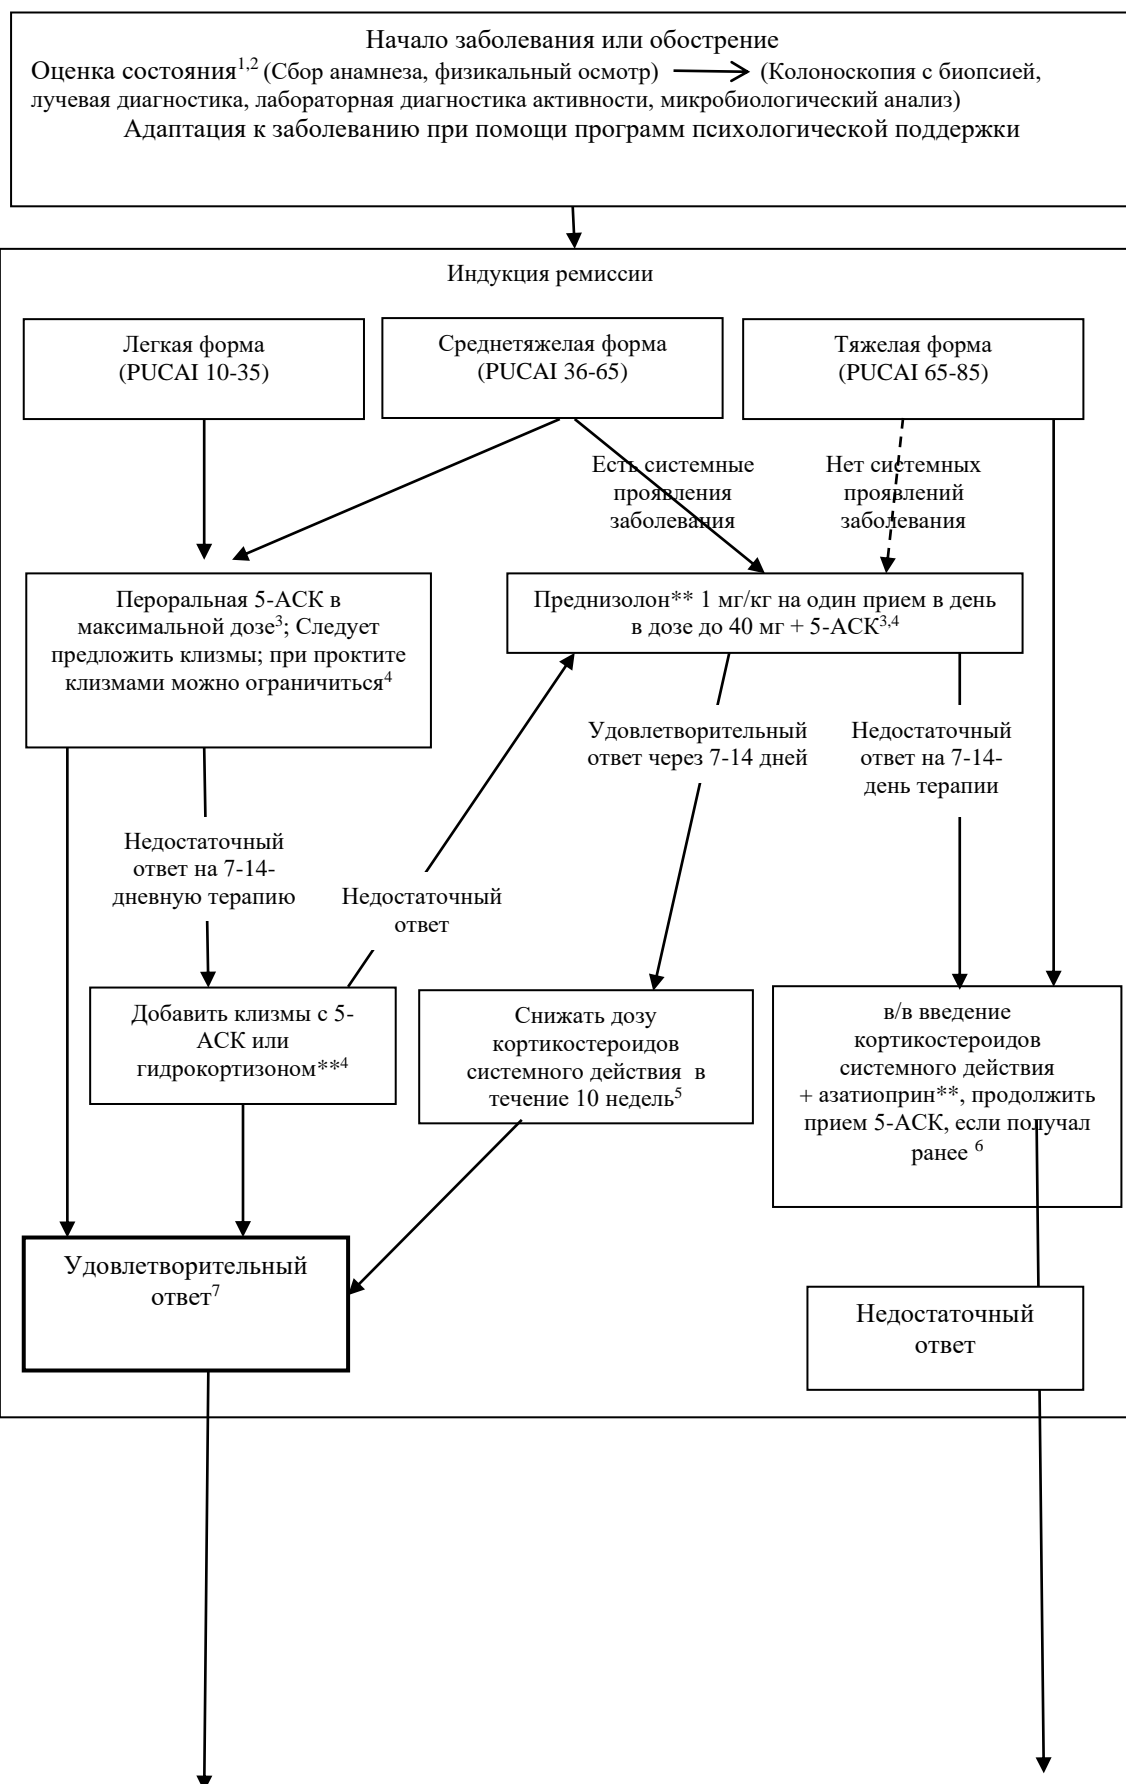 Начало заболевания или обострение
Оценка состояния1,2 (Сбор анамнеза, физикальный осмотр) (Колоноскопия с биопсией,
лучевая диагностика, лабораторная диагностика активности, микробиологический анализ)
Адаптация к заболеванию при помощи программ психологической поддержки
Индукция ремиссии
Легкая форма
(PUCAI 10-35)
Среднетяжелая форма
(PUCAI 36-65)
Тяжелая форма
(PUCAI 65-85)
Есть системные
проявления
заболевания
Нет системных
проявлений
заболевания
Пероральная 5-АСК в
максимальной дозе3; Следует
предложить клизмы; при проктите
клизмами можно ограничиться4
Преднизолон** 1 мг/кг на один прием в день
в дозе до 40 мг + 5-АСК3,4
Удовлетворительный
ответ через 7-14 дней
Недостаточный
ответ на 7-14-
день терапии
Недостаточный
ответ на 7-14-
дневную терапию
Недостаточный
ответ
Добавить клизмы с 5-
АСК или
гидрокортизоном**4
Снижать дозу
кортикостероидов
системного действия в
течение 10 недель5
в/в введение
кортикостероидов
системного действия
+ азатиоприн**, продолжить
прием 5-АСК, если получал
ранее 6
Удовлетворительный
ответ7
Недостаточный
ответ